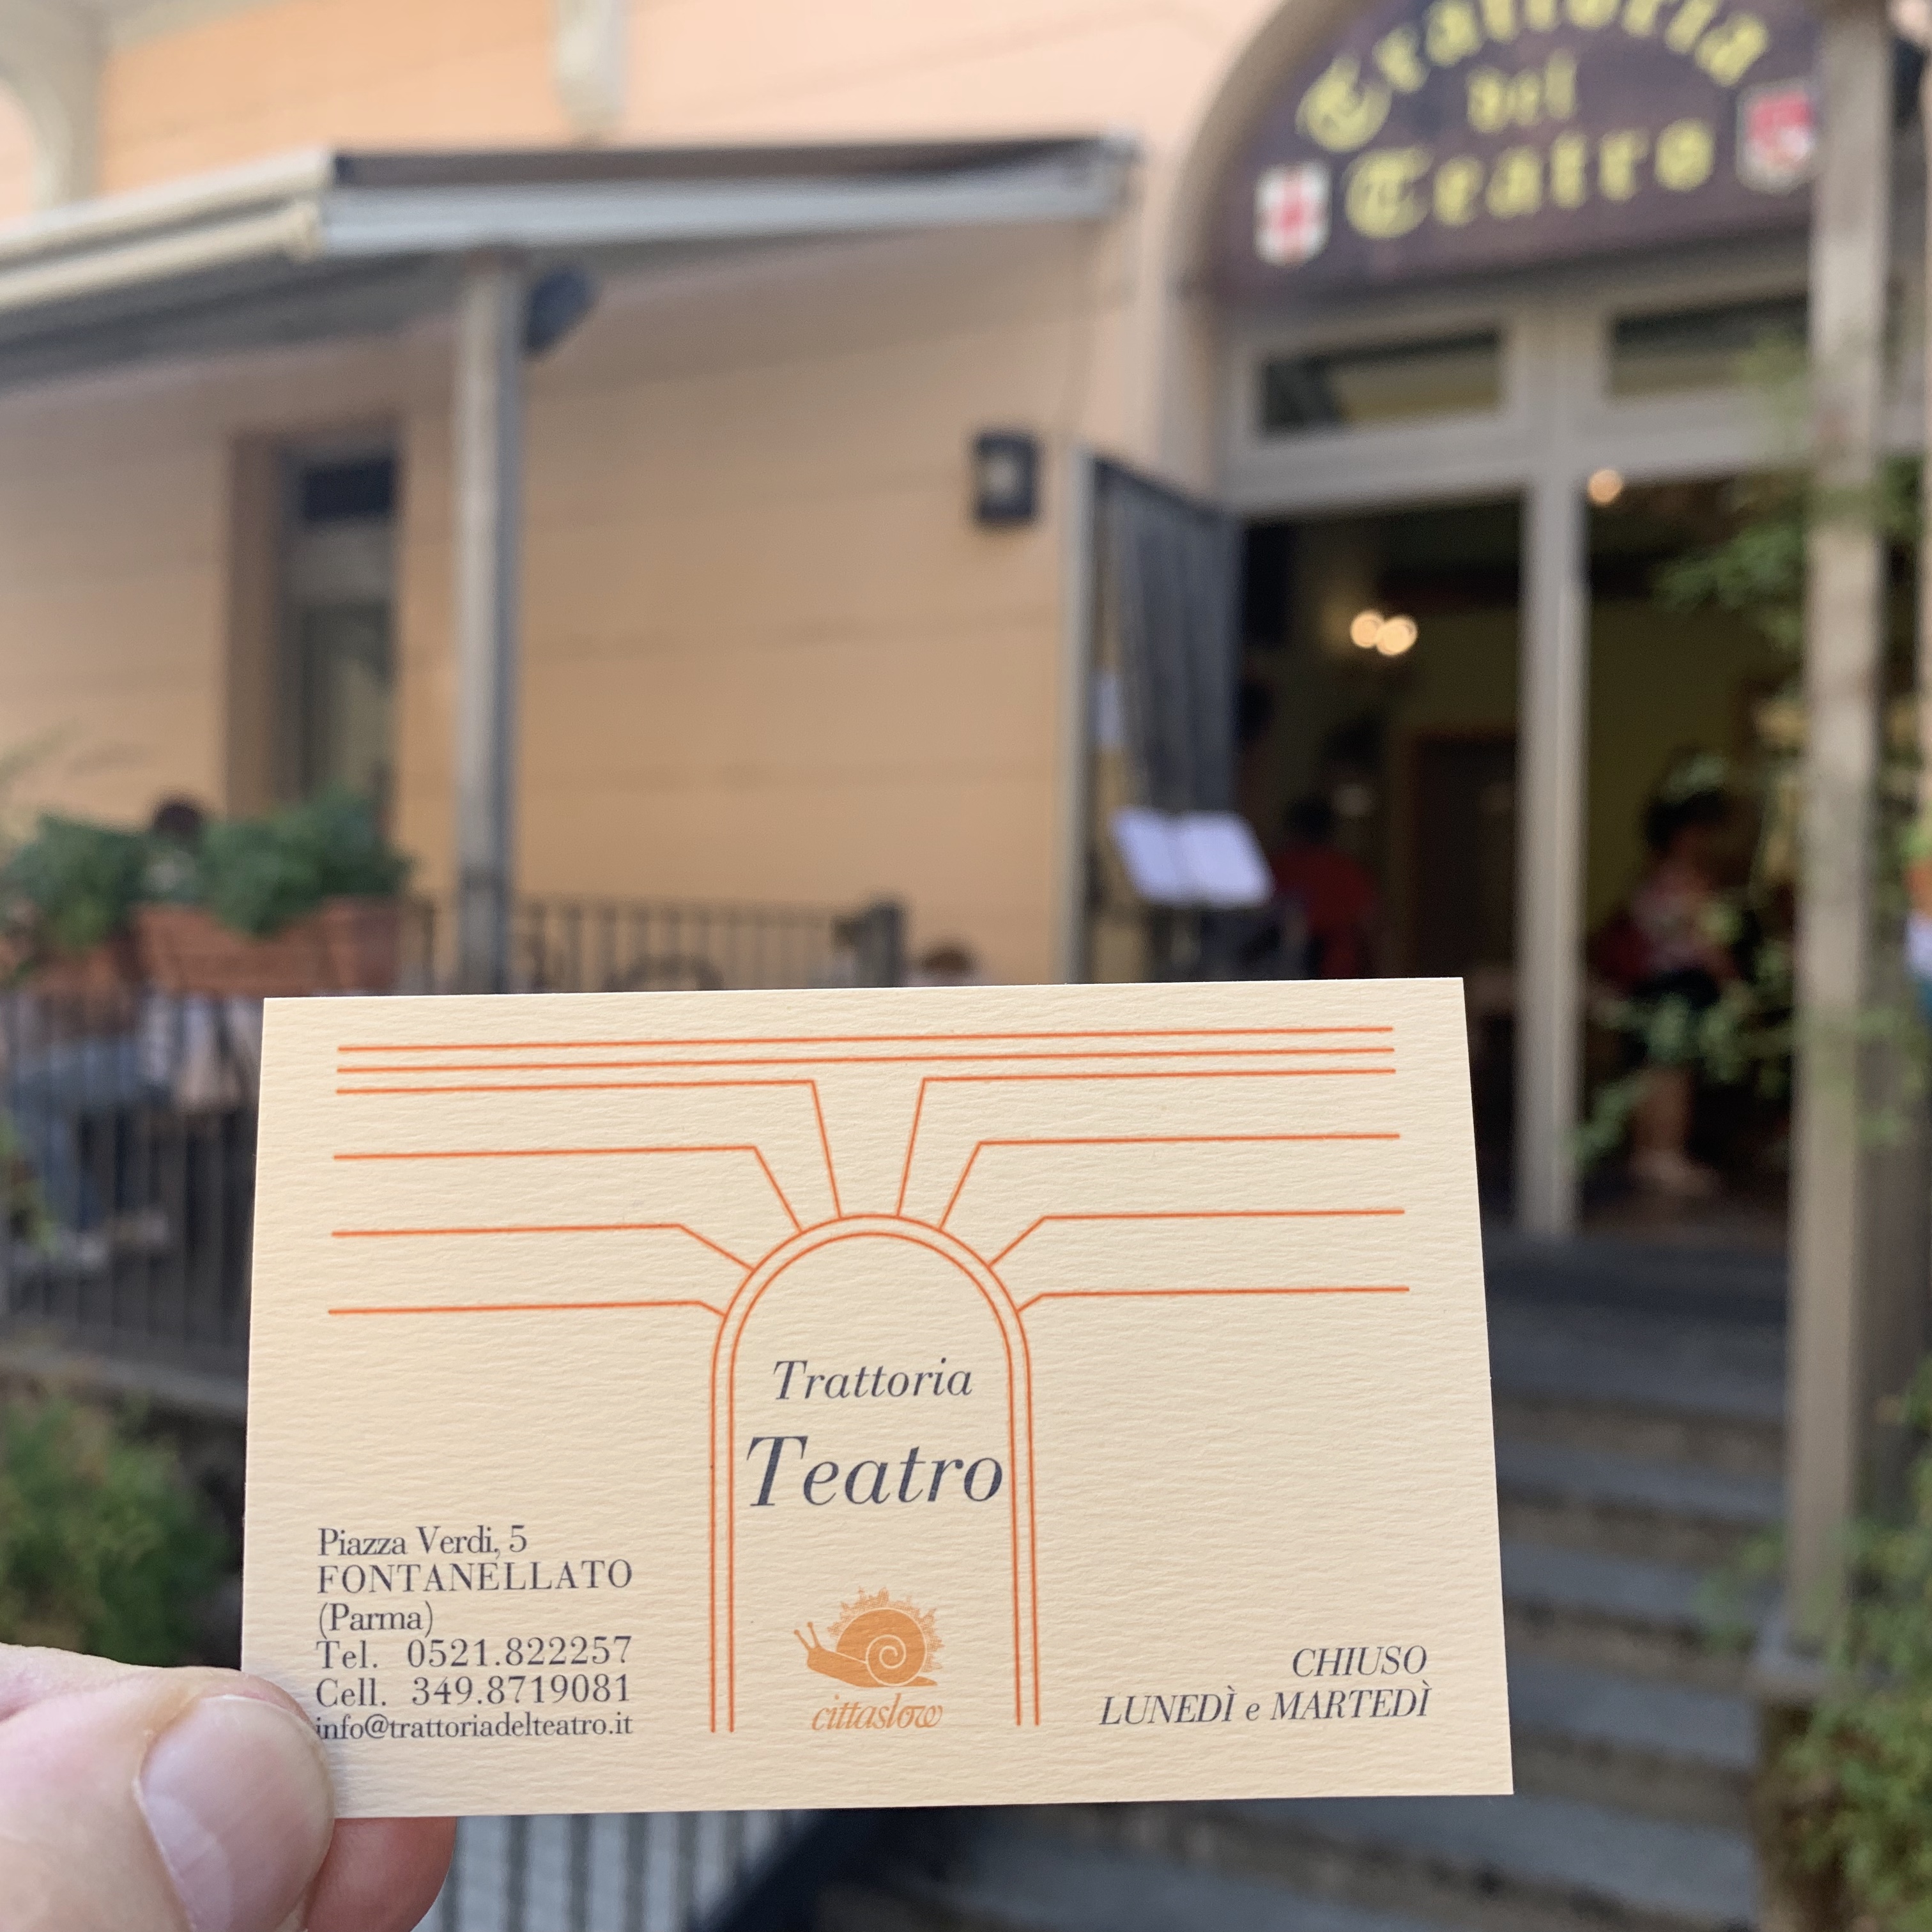 Trattoria
del
Teatro
Trattoria
Teatro
Piazza Verdi, 5
FONTANELLATO
(Parma)
Tel. 0521.822257
Cell. 349.8719081
info@trattoriadelteatro.it
cittaslow
CHIUSO
LUNEDÌ e MARTEDÌ